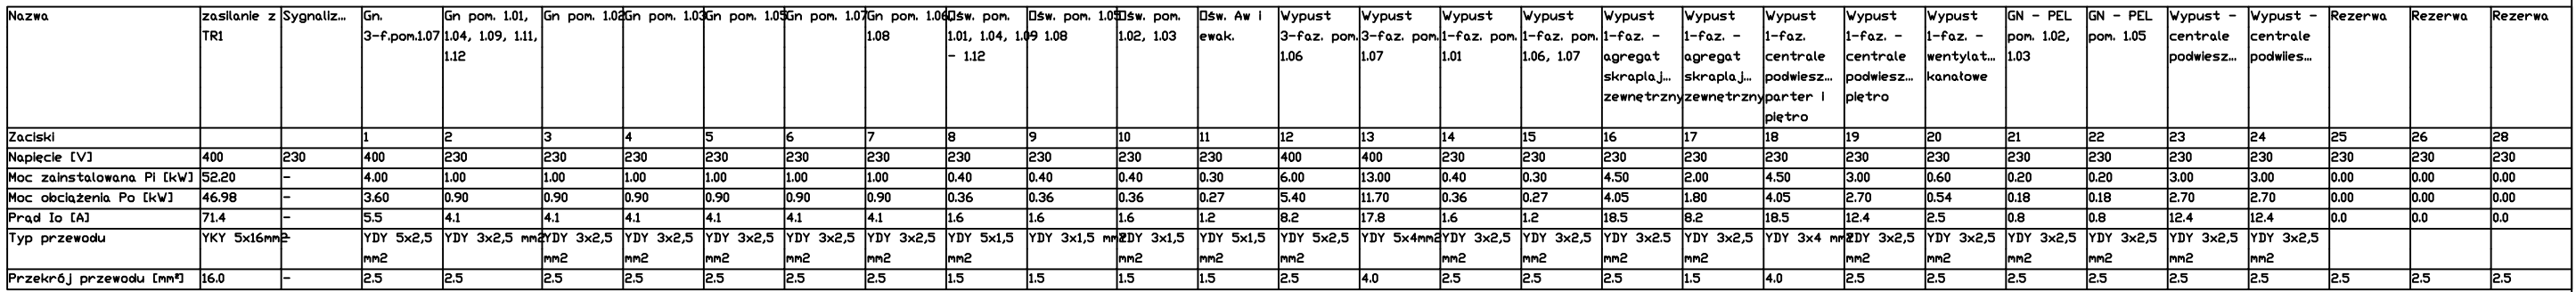 Nazwa zasilanie z Sygnaliz... Gn. Gn pom. 1.01, Gn pom. 1.02 Gn pom. 1.03 Gn pom. 1.05 Gn pom. 1.07 Gn pom. 1.06, Ośw. pom. Ośw. pom. 1.05 Ośw. pom. Ośw. Aw i Wypust Wypust Wypust Wypust Wypust Wypust Wypust Wypust Wypust GN - PEL GN - PEL Wypust - Wypust - Rezerwa Rezerwa Rezerwa
TR1 3-f.pom.1.07 1.04, 1.09, 1.11, 1.08 1.01, 1.04, 1.09 1.08 1.02, 1.03 ewak. 3-faz. pom. 3-faz. pom. 1-faz. pom. 1-faz. pom. 1-faz. - 1-faz. - 1-faz. 1-faz. - 1-faz. - pom. 1.02, pom. 1.05 centrale centrale
1.12 - 1.12 1.06 1.07 1.01 1.06, 1.07 agregat agregat centrale centrale wentylat... 1.03 podwiesz... podwiies...
skraplaj... skraplaj... podwiesz... podwiesz... kanałowe
zewnętrzny zewnętrzny parter i piętro
piętro
Zaciski 1 2 3 4 5 6 7 8 9 10 11 12 13 14 15 16 17 18 19 20 21 22 23 24 25 26 28
Napięcie [V] 400 230 400 230 230 230 230 230 230 230 230 230 230 400 400 230 230 230 230 230 230 230 230 230 230 230 230 230 230
Moc zainstalowana Pi [kW] 52.20 - 4.00 1.00 1.00 1.00 1.00 1.00 1.00 0.40 0.40 0.40 0.30 6.00 13.00 0.40 0.30 4.50 2.00 4.50 3.00 0.60 0.20 0.20 3.00 3.00 0.00 0.00 0.00
Moc obciążenia Po [kW] 46.98 - 3.60 0.90 0.90 0.90 0.90 0.90 0.90 0.36 0.36 0.36 0.27 5.40 11.70 0.36 0.27 4.05 1.80 4.05 2.70 0.54 0.18 0.18 2.70 2.70 0.00 0.00 0.00
Prąd Io [A] 71.4 - 5.5 4.1 4.1 4.1 4.1 4.1 4.1 1.6 1.6 1.6 1.2 8.2 17.8 1.6 1.2 18.5 8.2 18.5 12.4 2.5 0.8 0.8 12.4 12.4 0.0 0.0 0.0
Typ przewodu YKY 5x16mm2 - YDY 5x2,5 YDY 3x2,5 mm2 YDY 3x2,5 YDY 3x2,5 YDY 3x2,5 YDY 3x2,5 YDY 3x2,5 YDY 5x1,5 YDY 3x1,5 mm2 YDY 3x1,5 YDY 5x1,5 YDY 5x2,5 YDY 5x4mm2 YDY 3x2,5 YDY 3x2,5 YDY 3x2.5 YDY 3x2,5 YDY 3x4 mm2 YDY 3x2,5 YDY 3x2,5 YDY 3x2,5 YDY 3x2,5 YDY 3x2,5 YDY 3x2,5
mm2 mm2 mm2 mm2 mm2 mm2 mm2 mm2 mm2 mm2 mm2 mm2 mm2 mm2 mm2 mm2 mm2 mm2 mm2 mm2
Przekrój przewodu [mm²] 16.0 - 2.5 2.5 2.5 2.5 2.5 2.5 2.5 1.5 1.5 1.5 1.5 2.5 4.0 2.5 2.5 2.5 1.5 4.0 2.5 2.5 2.5 2.5 2.5 2.5 2.5 2.5 2.5